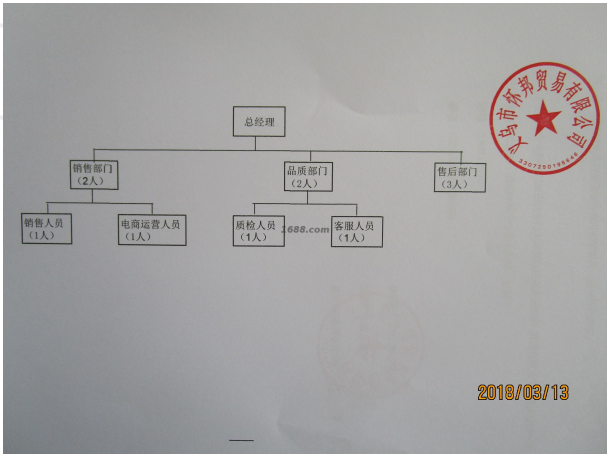 总经理
销售部门
(2人)
品质部门
(2人)
售后部门
(3人)
销售人员
(1人)
电商运营人员
(1人)
质检人员
(1人)
客服人员
(1人)
1688.com
义乌市怀邦贸易有限公司
2018/03/13